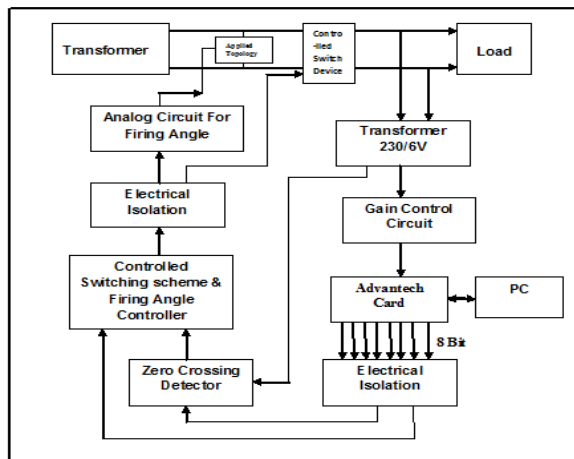 Transformer
Applied
Topology
Contro
-lled
Switch
Device
Load
Analog Circuit For
Firing Angle
Transformer
230/6V
Electrical
Isolation
Gain Control
Circuit
Controlled
Switching scheme &
Firing Angle
Controller
Advantech
Card
PC
8 Bit
Zero Crossing
Detector
Electrical
Isolation